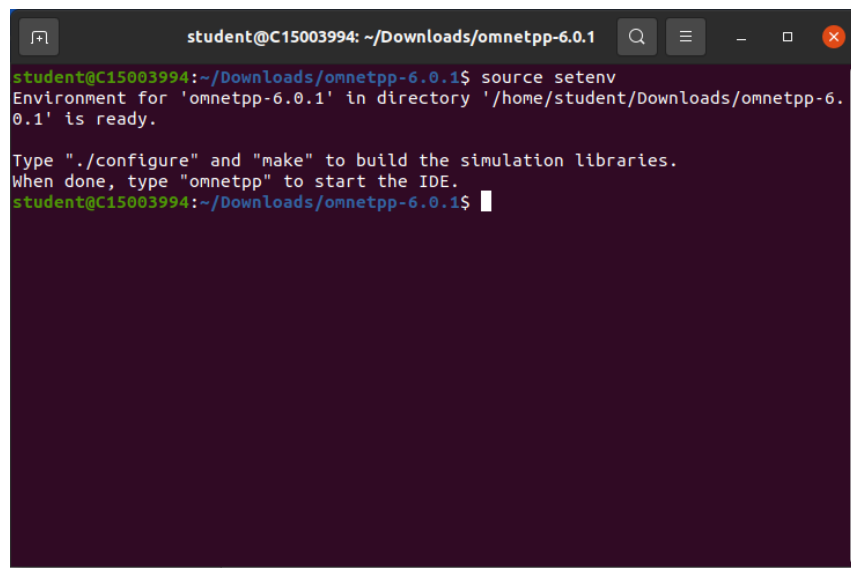 student@C15003994: ~/Downloads/omnetpp-6.0.1
student@C15003994:~/Downloads/omnetpp-6.0.1$ source setenv
Environment for 'omnetpp-6.0.1' in directory '/home/student/Downloads/omnetpp-6.
0.1' is ready.
Type "./configure" and "make" to build the simulation libraries.
When done, type "omnetpp" to start the IDE.
student@C15003994:~/Downloads/omnetpp-6.0.1$